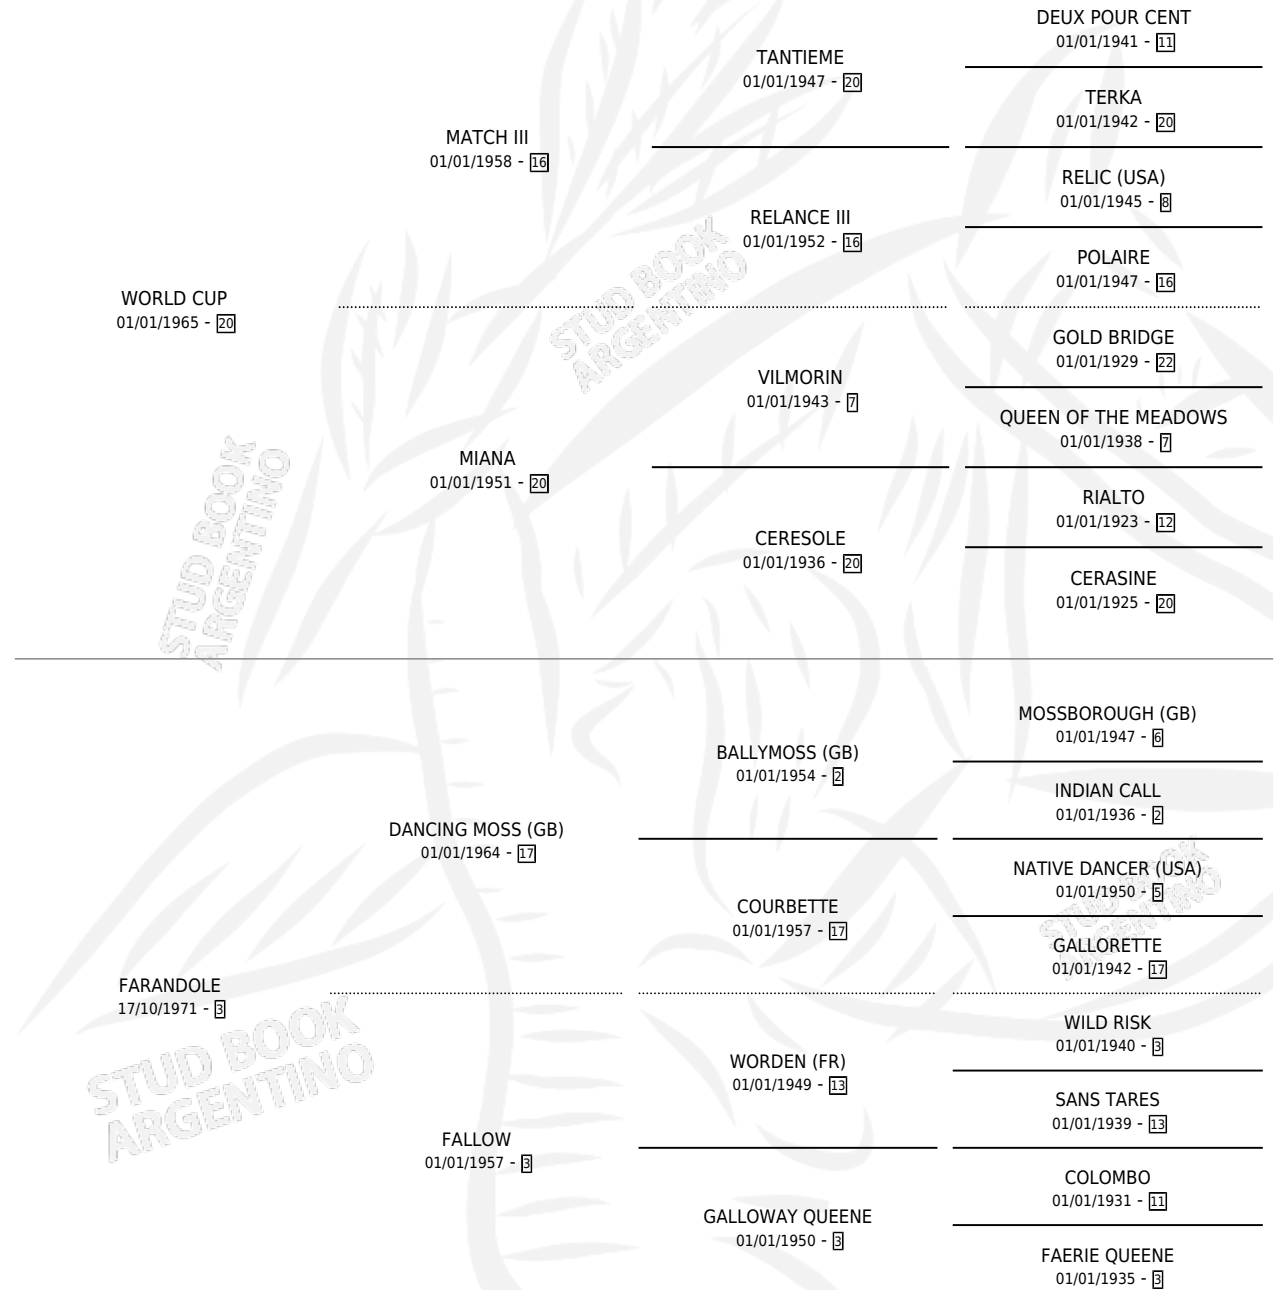 DEUX POUR CENT
01/01/1941 - 11
TANTIEME
01/01/1947 - 20
TERKA
01/01/1942 - 20
MATCH III
01/01/1958 - 16
RELIC (USA)
01/01/1945 - 8
RELANCE III
01/01/1952 - 16
POLAIRE
01/01/1947 - 16
WORLD CUP
01/01/1965 - 20
GOLD BRIDGE
01/01/1929 - 22
VILMORIN
01/01/1943 - 7
QUEEN OF THE MEADOWS
01/01/1938 - 7
MIANA
01/01/1951 - 20
RIALTO
01/01/1923 - 12
CERESOLE
01/01/1936 - 20
CERASINE
01/01/1925 - 20
MOSSBOROUGH (GB)
01/01/1947 - 6
BALLYMOSS (GB)
01/01/1954 - 2
INDIAN CALL
01/01/1936 - 2
DANCING MOSS (GB)
01/01/1964 - 17
NATIVE DANCER (USA)
01/01/1950 - 5
COURBETTE
01/01/1957 - 17
GALLORETTE
01/01/1942 - 17
FARANDOLE
17/10/1971 - 3
WILD RISK
01/01/1940 - 3
WORDEN (FR)
01/01/1949 - 13
SANS TARES
01/01/1939 - 13
FALLOW
01/01/1957 - 3
COLOMBO
01/01/1931 - 11
GALLOWAY QUEENE
01/01/1950 - 3
FAERIE QUEENE
01/01/1935 - 3
STUD BOOK
ARGENTINO
STUD BOOK
ARGENTINO
STUD BOOK
ARGENTINO
STUD BOOK
ARGENTINO